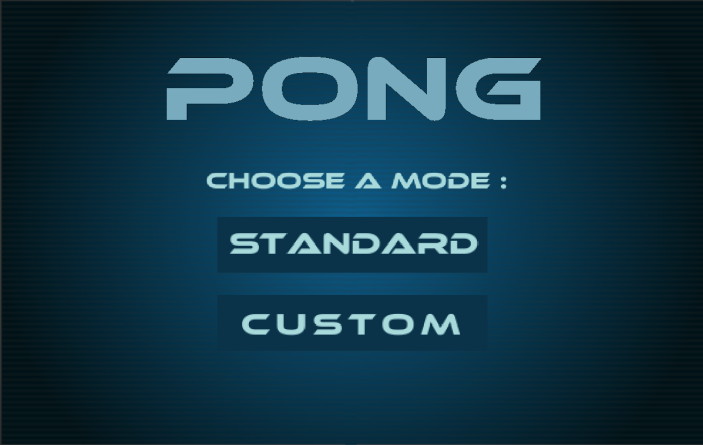 PONG
CHOOSE A MODE :
STANDARD
CUSTOM